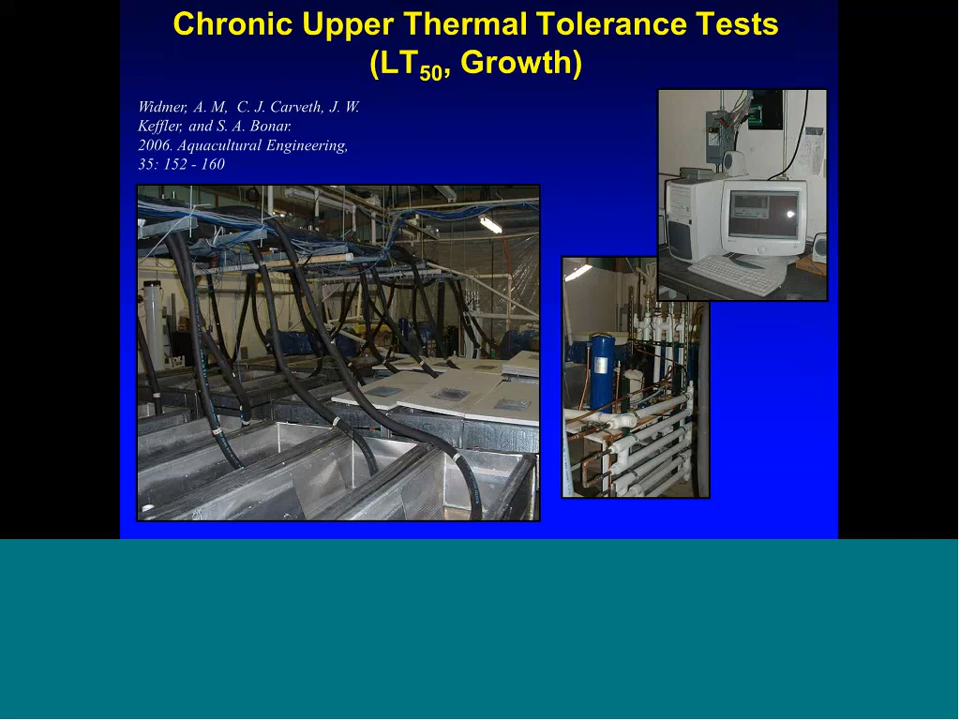 Chronic Upper Thermal Tolerance Tests
(LT50, Growth)
Widmer, A. M, C. J. Carveth, J. W.
Keffler, and S. A. Bonar.
2006. Aquacultural Engineering,
35: 152 - 160